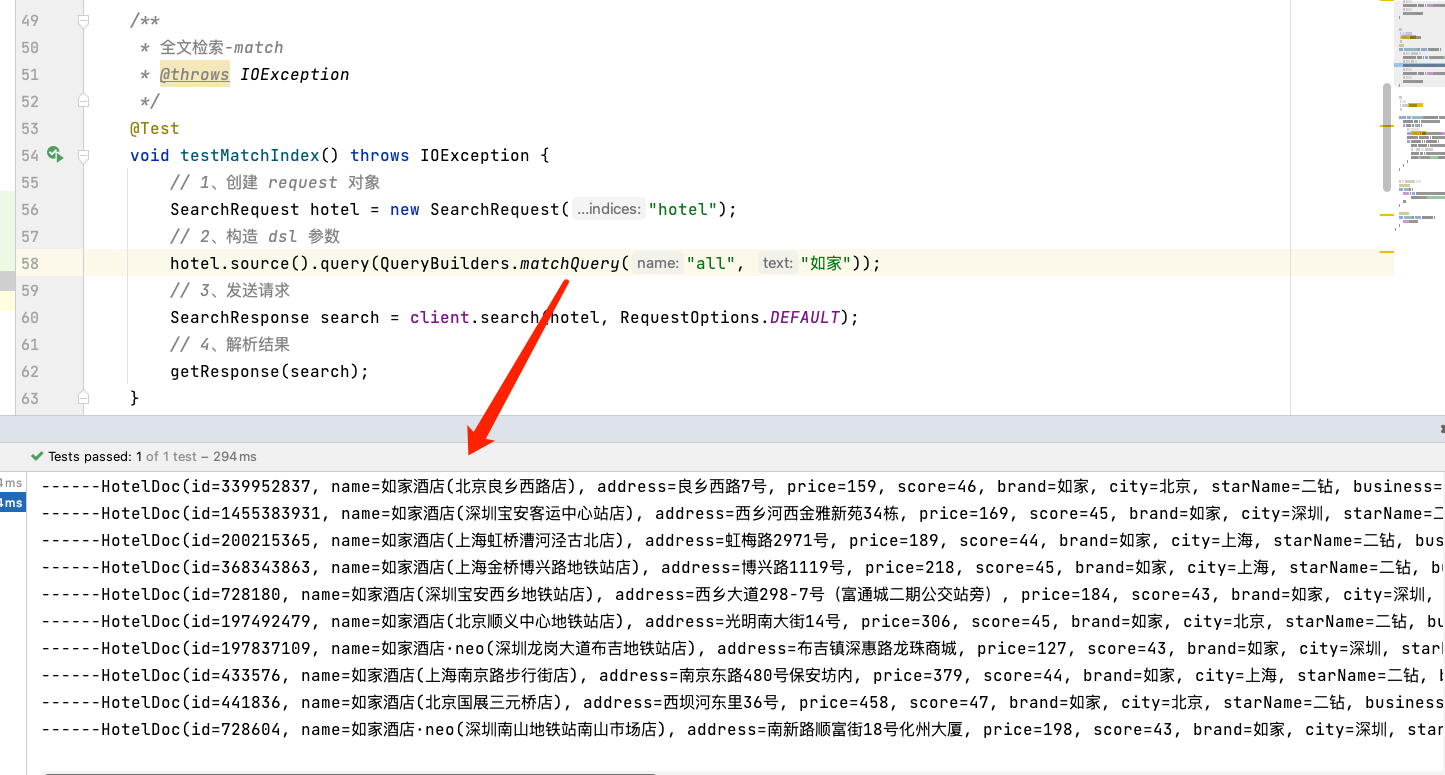 49 /**
50 * 全文检索-match
51 * @throws IOException
52 */
53 @Test
54 void testMatchIndex() throws IOException {
55 // 1、创建 request 对象
56 SearchRequest hotel = new SearchRequest( ...indices: "hotel");
57 // 2、构造 dsl 参数
58 hotel.source().query(QueryBuilders.matchQuery( name: "all", text: "如家"));
59 // 3、发送请求
60 SearchResponse search = client.search(hotel, RequestOptions.DEFAULT);
61 // 4、解析结果
62 getResponse(search);
63 }
Tests passed: 1 of 1 test – 294 ms
4 ms
4 ms
------HotelDoc(id=339952837, name=如家酒店(北京良乡西路店), address=良乡西路7号, price=159, score=46, brand=如家, city=北京, starName=二钻, business=
------HotelDoc(id=1455383931, name=如家酒店(深圳宝安客运中心站店), address=西乡河西金雅新苑34栋, price=169, score=45, brand=如家, city=深圳, starName=二
------HotelDoc(id=200215365, name=如家酒店(上海虹桥漕河泾古北店), address=虹梅路2971号, price=189, score=44, brand=如家, city=上海, starName=二钻, bus
------HotelDoc(id=368343863, name=如家酒店(上海金桥博兴路地铁站店), address=博兴路1119号, price=218, score=45, brand=如家, city=上海, starName=二钻, b
------HotelDoc(id=728180, name=如家酒店(深圳宝安西乡地铁站店), address=西乡大道298-7号（富通城二期公交站旁）, price=184, score=43, brand=如家, city=深圳,
------HotelDoc(id=197492479, name=如家酒店(北京顺义中心地铁站店), address=光明南大街14号, price=306, score=45, brand=如家, city=北京, starName=二钻, bu
------HotelDoc(id=197837109, name=如家酒店·neo(深圳龙岗大道布吉地铁站店), address=布吉镇深惠路龙珠商城, price=127, score=43, brand=如家, city=深圳, star
------HotelDoc(id=433576, name=如家酒店(上海南京路步行街店), address=南京东路480号保安坊内, price=379, score=44, brand=如家, city=上海, starName=二钻,
------HotelDoc(id=441836, name=如家酒店(北京国展三元桥店), address=西坝河东里36号, price=458, score=47, brand=如家, city=北京, starName=二钻, business
------HotelDoc(id=728604, name=如家酒店·neo(深圳南山地铁站南山市场店), address=南新路顺富街18号化州大厦, price=198, score=43, brand=如家, city=深圳, star